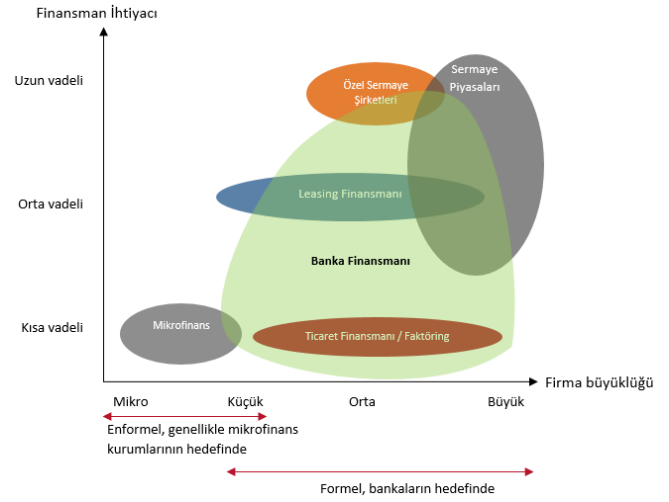 Finansman İhtiyacı
Uzun vadeli
Özel Sermaye
Şirketleri
Sermaye
Piyasaları
Orta vadeli
Leasing Finansmanı
Banka Finansmanı
Kısa vadeli
Mikrofinans
Ticaret Finansmanı / Faktöring
Firma büyüklüğü
Mikro
Küçük
Orta
Büyük
Enformel, genellikle mikrofinans
kurumlarının hedefinde
Formel, bankaların hedefinde